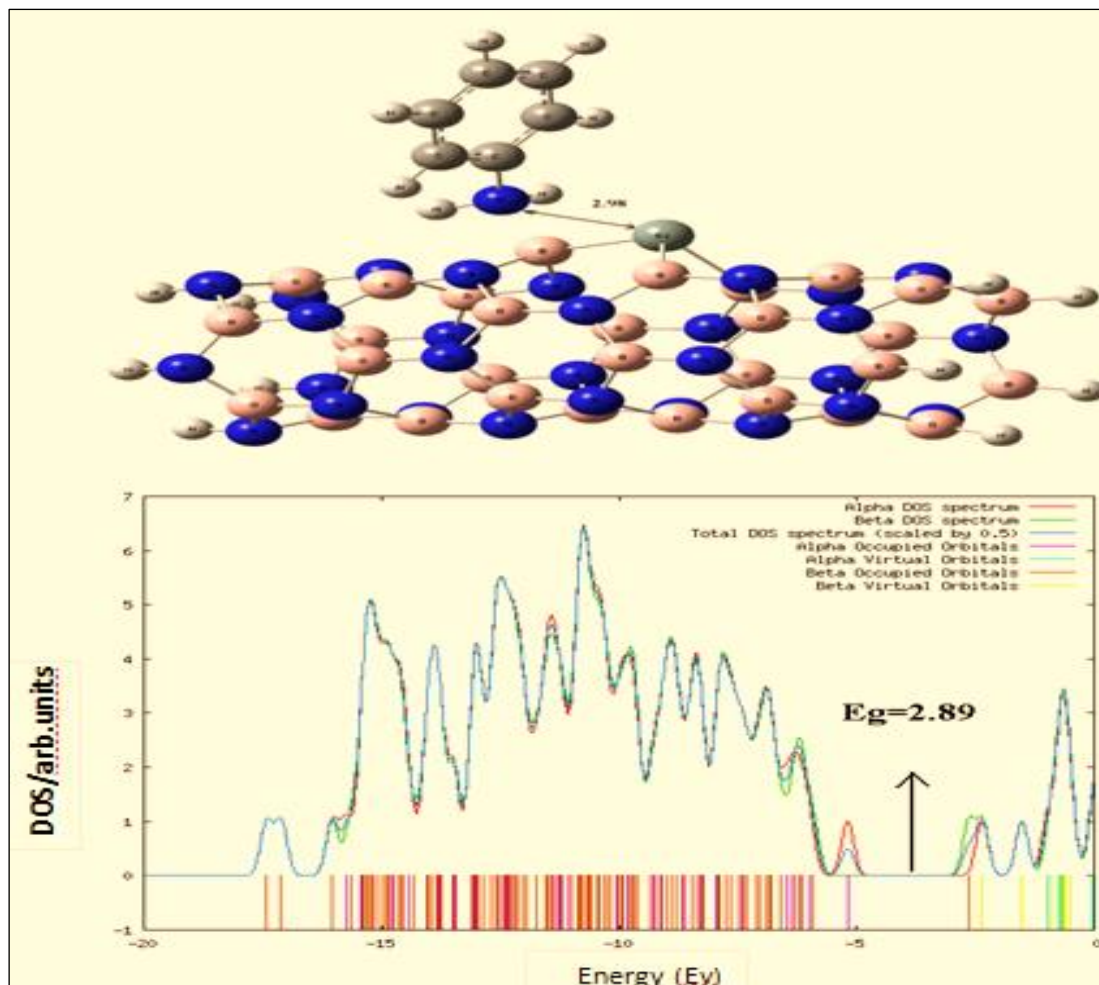 2.98
7
Alpha DOS spectrum
Beta DOS spectrum
Total DOS spectrum (scaled by 0.5)
Alpha Occupied Orbitals
Alpha Virtual Orbitals
Beta Occupied Orbitals
Beta Virtual Orbitals
6
5
4
3
2
1
0
-1
DOS/arb.units
Eg=2.89
-20
-15
-10
-5
0
Energy (Ey)